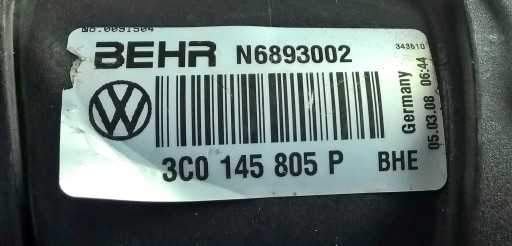 BEHR N6893002
343510
3C0 145 805 P BHE
Germany
05.03.08 06:44